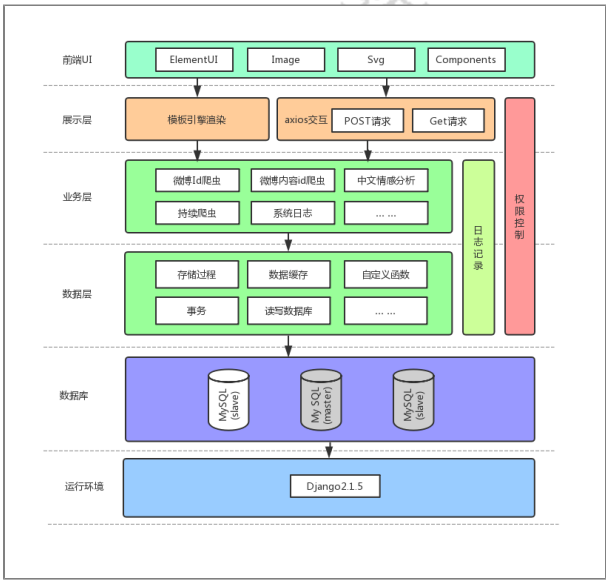 前端UI
ElementUI
Image
Svg
Components
展示层
模板引擎渲染
axios交互
POST请求
Get请求
业务层
微博Id爬虫
微博内容id爬虫
中文情感分析
持续爬虫
系统日志
... ...
日志记录
权限控制
数据层
存储过程
数据缓存
自定义函数
事务
读写数据库
... ...
数据库
MySQL
(slave)
My SQL
(master)
MySQL
(slave)
运行环境
Django2.1.5